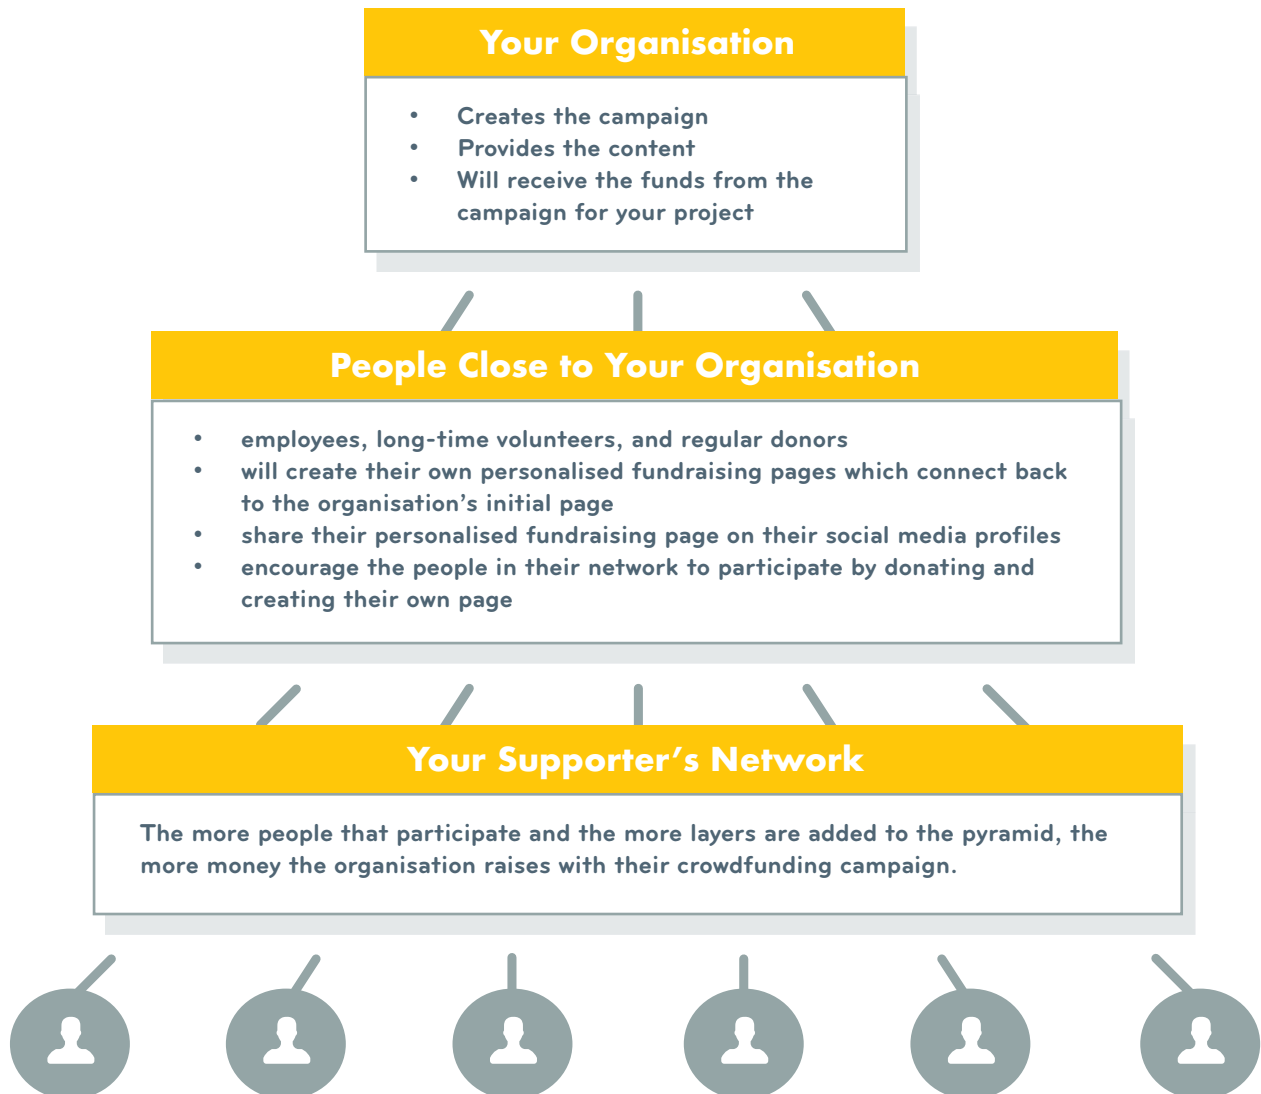 Your Organisation
• Creates the campaign
• Provides the content
• Will receive the funds from the
campaign for your project
People Close to Your Organisation
• employees, long-time volunteers, and regular donors
• will create their own personalised fundraising pages which connect back
to the organisation’s initial page
• share their personalised fundraising page on their social media profiles
• encourage the people in their network to participate by donating and
creating their own page
Your Supporter’s Network
The more people that participate and the more layers are added to the pyramid, the
more money the organisation raises with their crowdfunding campaign.